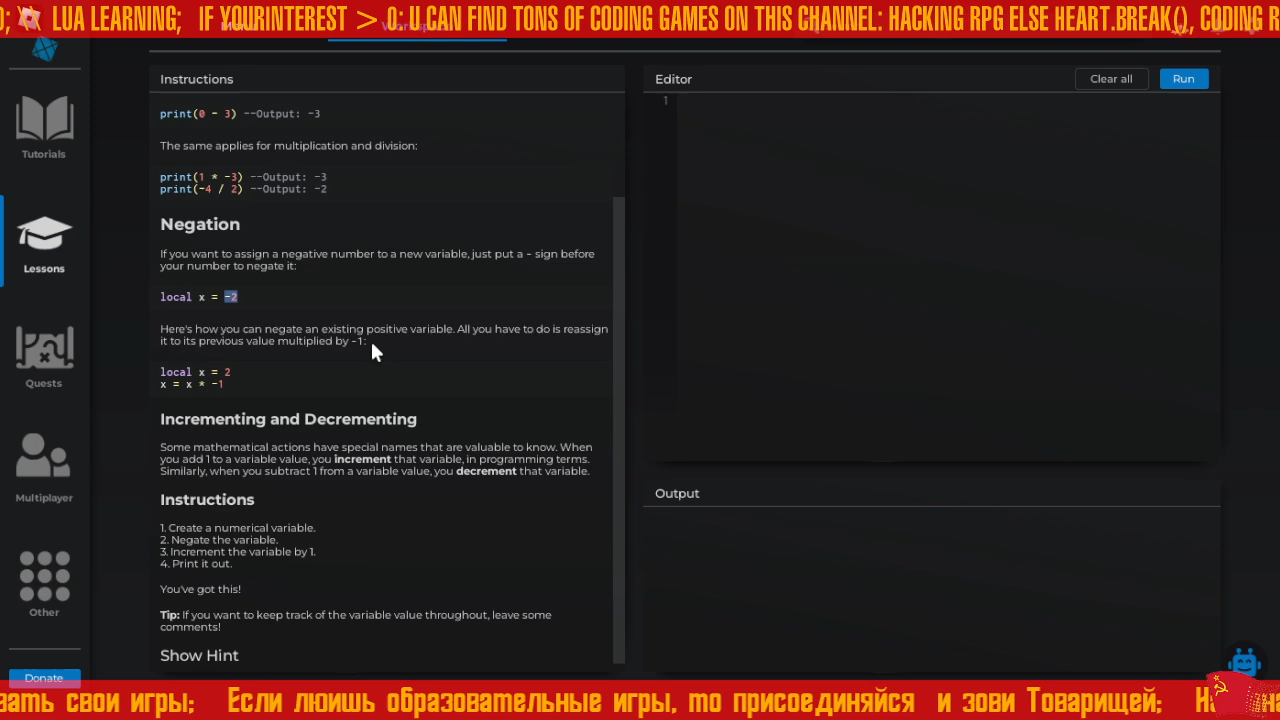 0; LUA LEARNING; IF YOURINTEREST > 0: U CAN FIND TONS OF CODING GAMES ON THIS CHANNEL: HACKING RPG ELSE HEART.BREAK(), CODING R
Instructions
print(0 - 3) --Output: -3
The same applies for multiplication and division:
print(1 * -3) --Output: -3
print(-4 / 2) --Output: -2
Negation
If you want to assign a negative number to a new variable, just put a - sign before
your number to negate it:
local x = -2
Here's how you can negate an existing positive variable. All you have to do is reassign
it to its previous value multiplied by -1:
local x = 2
x = x * -1
Incrementing and Decrementing
Some mathematical actions have special names that are valuable to know. When
you add 1 to a variable value, you increment that variable, in programming terms.
Similarly, when you subtract 1 from a variable value, you decrement that variable.
Instructions
1. Create a numerical variable.
2. Negate the variable.
3. Increment the variable by 1.
4. Print it out.
You've got this!
Tip: If you want to keep track of the variable value throughout, leave some
comments!
Show Hint
Editor
Clear all
Run
1
Output
Tutorials
Lessons
Quests
Multiplayer
Other
Donate
вать свои игры; Если люишь образовательные игры, то присоединяйся и зови Товарищей;